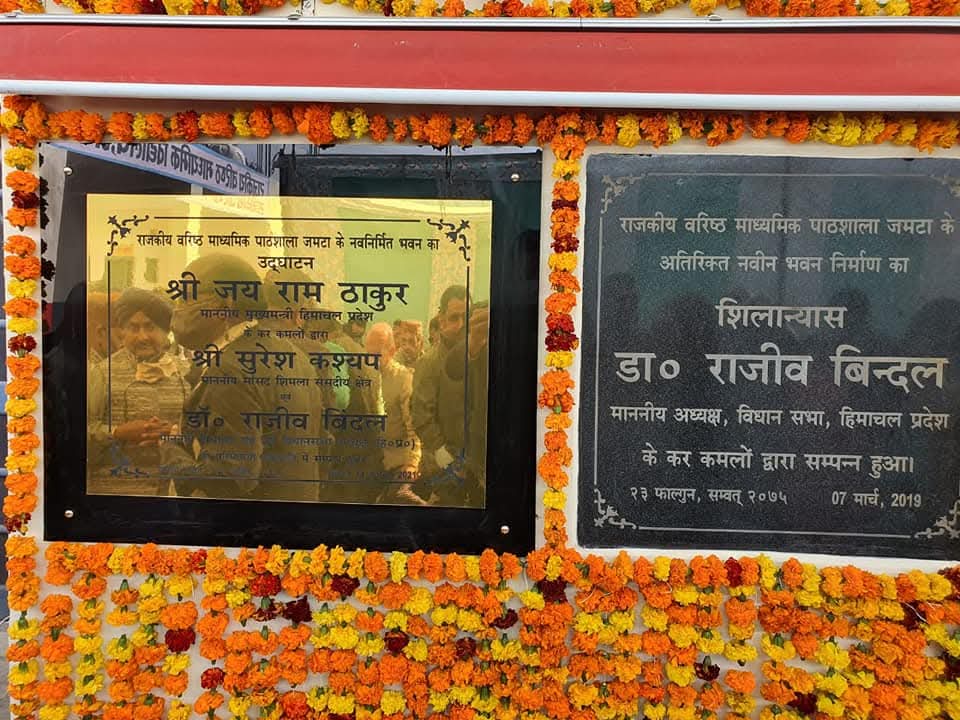 राजकीय वरिष्ठ माध्यमिक पाठशाला जमटा के नवनिर्मित भवन का
उद्‌घाटन
श्री जय राम ठाकुर
माननीय मुख्यमन्त्री हिमाचल प्रदेश
के कर कमलों द्वारा
श्री सुरेश कश्यप
माननीय सांसद शिमला संसदीय क्षेत्र
एवं
डॉ० राजीव बिंदल
राजकीय वरिष्ठ माध्यमिक पाठशाला जमटा के
अतिरिक्त नवीन भवन निर्माण का
शिलान्यास
डा० राजीव बिन्दल
माननीय अध्यक्ष, विधान सभा, हिमाचल प्रदेश
के कर कमलों द्वारा सम्पन्न हुआ।
२३ फाल्गुन, सम्वत् २०७५ 07 मार्च, 2019